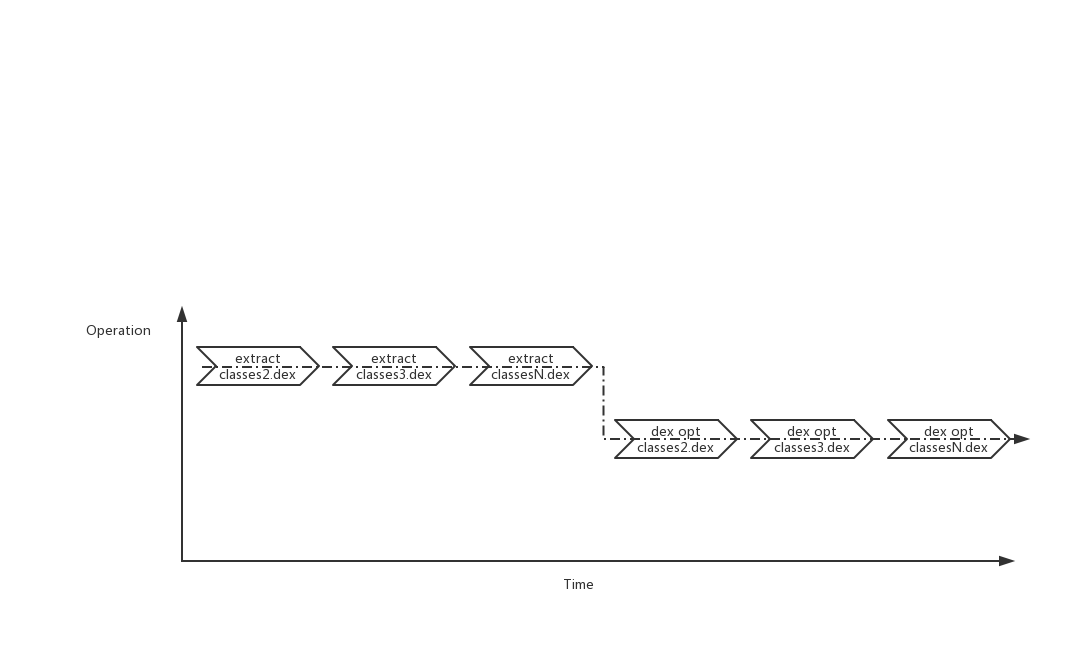 Operation
extract
classes2.dex
extract
classes3.dex
extract
classesN.dex
dex opt
classes2.dex
dex opt
classes3.dex
dex opt
classesN.dex
Time